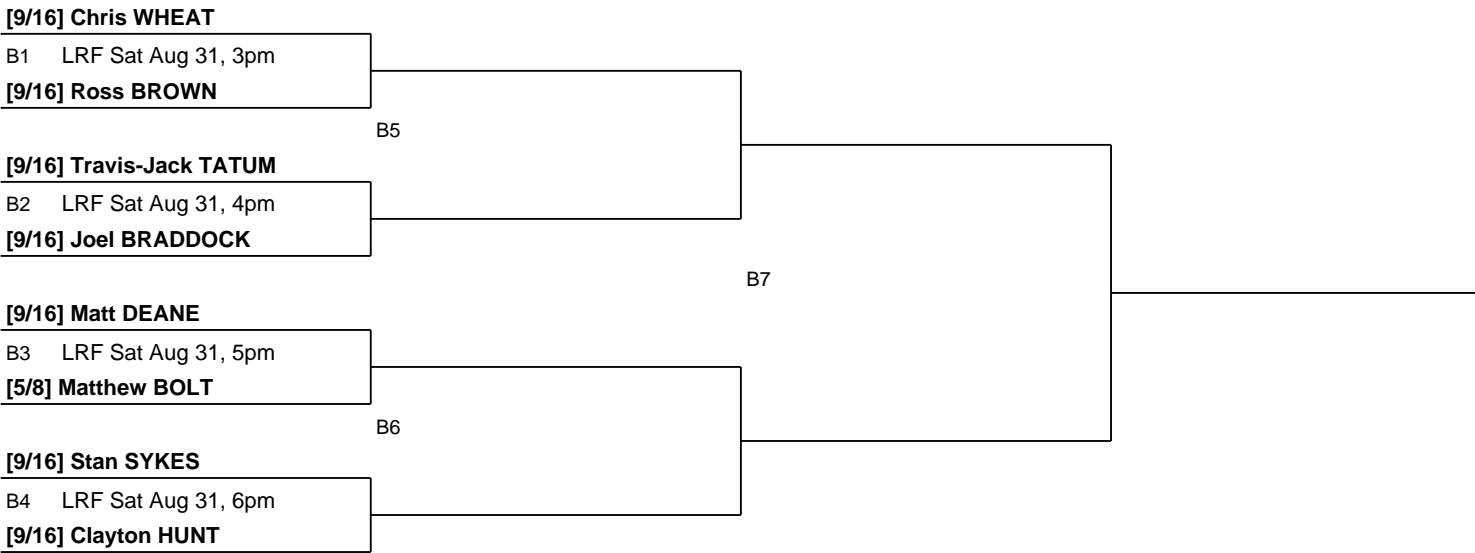 [9/16] Chris WHEAT
B1 LRF Sat Aug 31, 3pm
[9/16] Ross BROWN
B5
[9/16] Travis-Jack TATUM
B2 LRF Sat Aug 31, 4pm
[9/16] Joel BRADDOCK
B7
[9/16] Matt DEANE
B3 LRF Sat Aug 31, 5pm
[5/8] Matthew BOLT
B6
[9/16] Stan SYKES
B4 LRF Sat Aug 31, 6pm
[9/16] Clayton HUNT